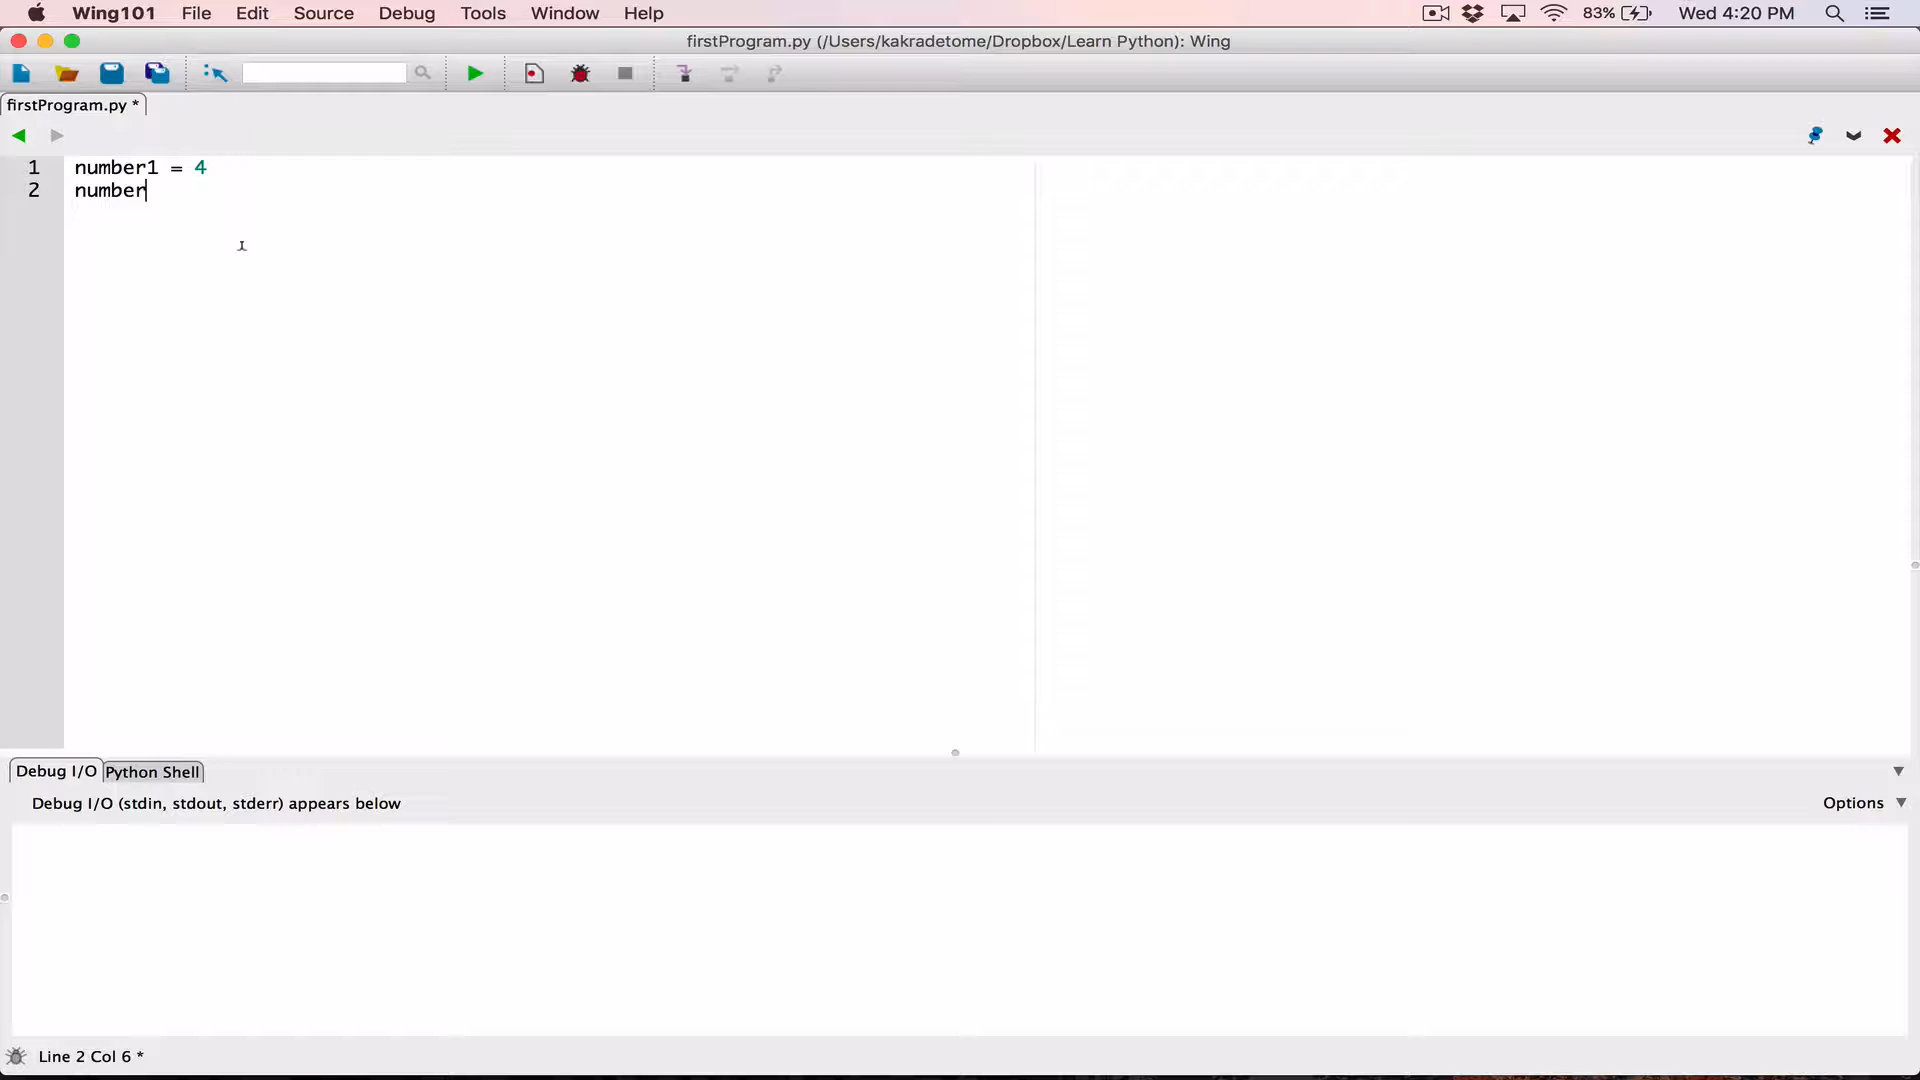 Wing101 File Edit Source Debug Tools Window Help 83% Wed 4:20 PM
firstProgram.py (/Users/kakradetome/Dropbox/Learn Python): Wing
firstProgram.py *
1 number1 = 4
2 number
Debug I/O Python Shell
Debug I/O (stdin, stdout, stderr) appears below Options
Line 2 Col 6 *